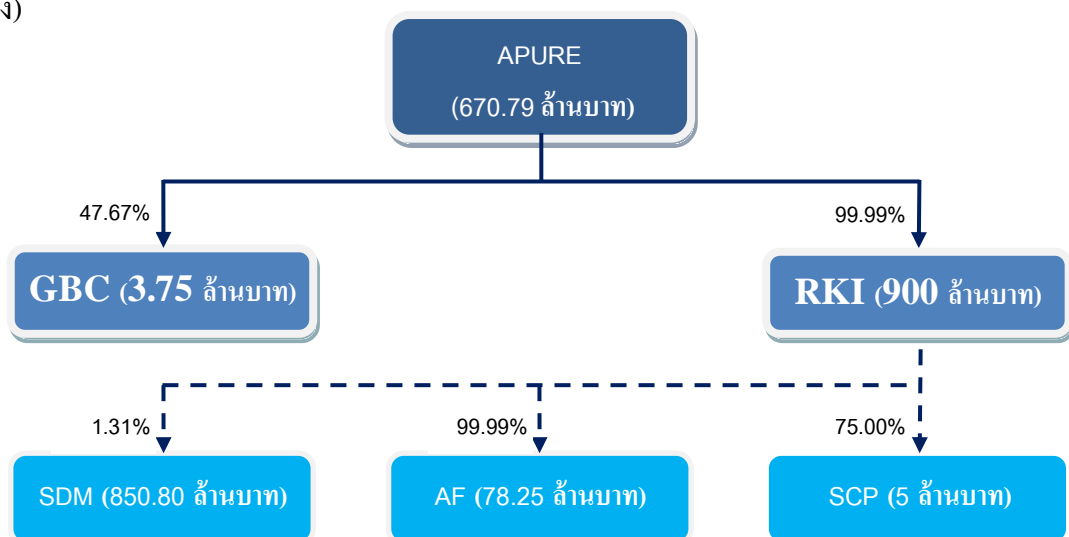 ง)
APURE
(670.79 ล้านบาท)
47.67%
99.99%
GBC (3.75 ล้านบาท)
RKI (900 ล้านบาท)
1.31%
99.99%
75.00%
SDM (850.80 ล้านบาท)
AF (78.25 ล้านบาท)
SCP (5 ล้านบาท)